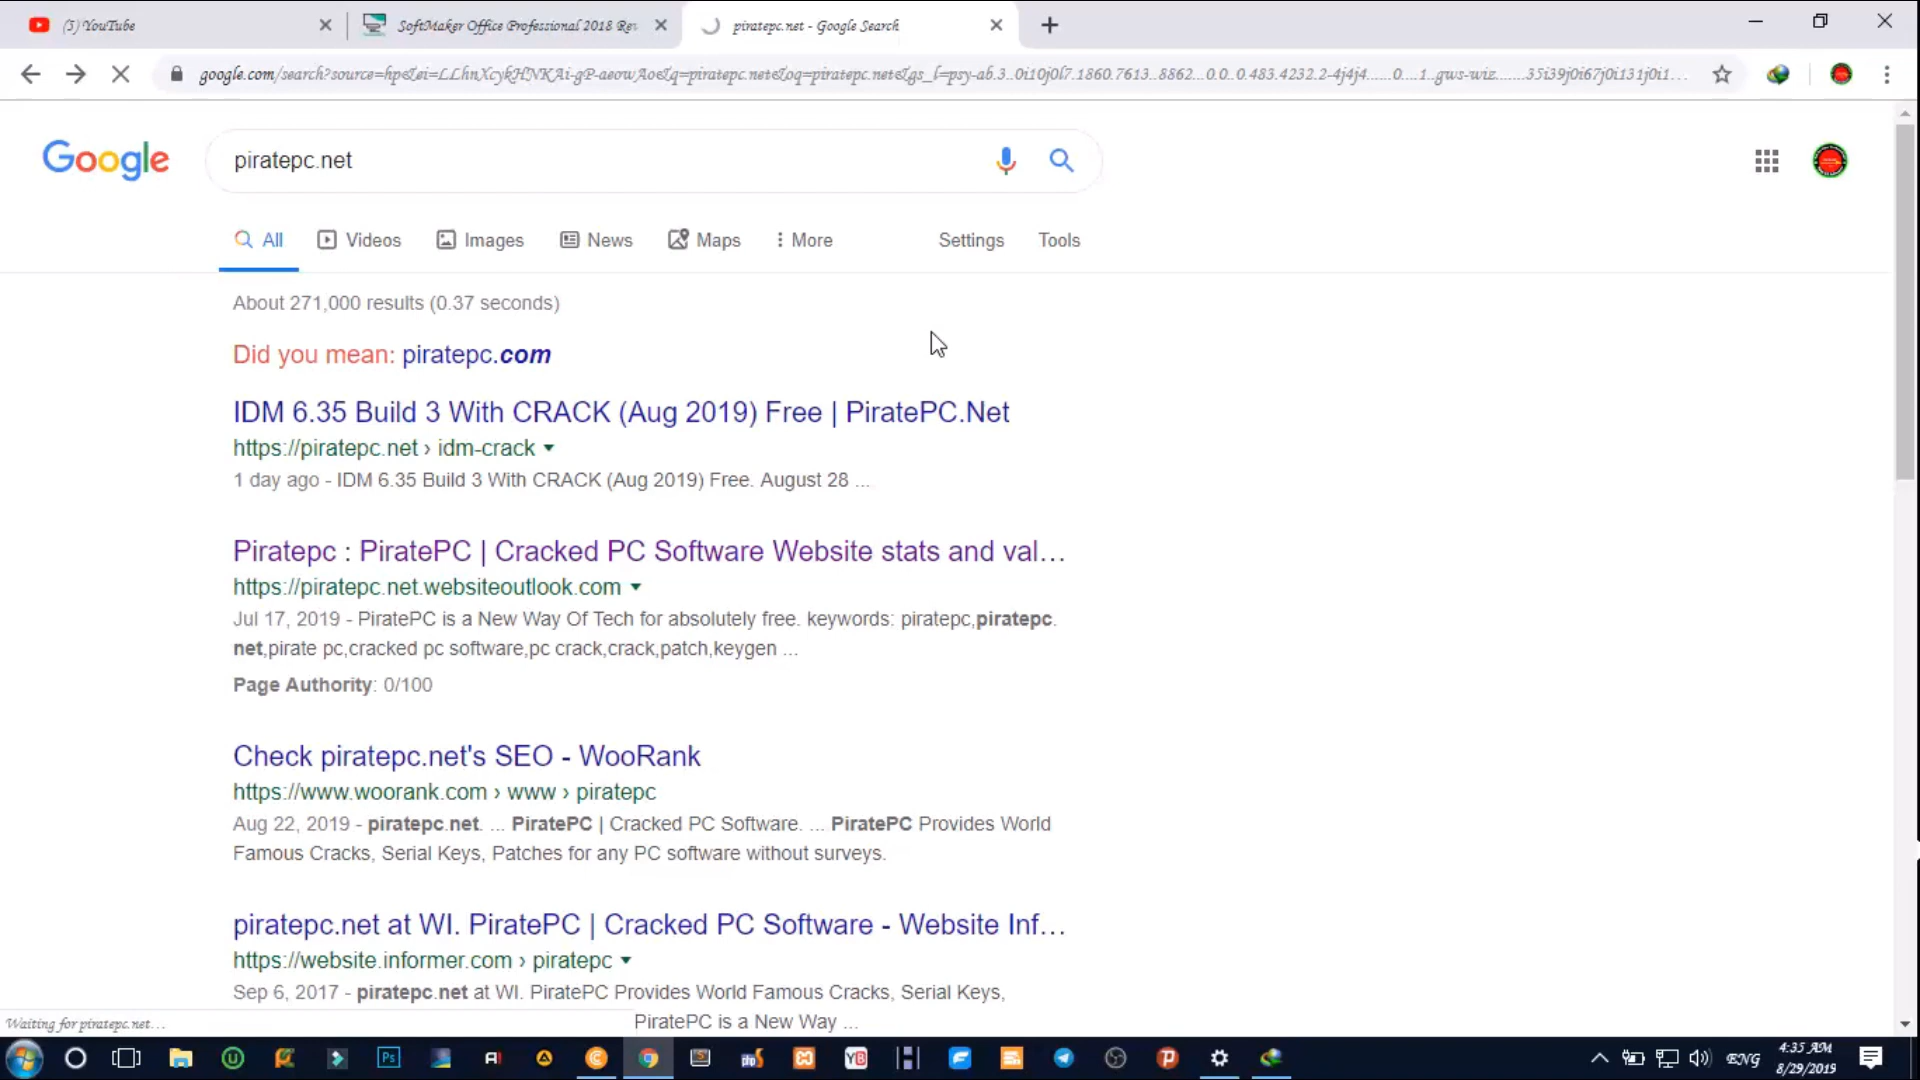 (5) YouTube
SoftMaker Office Professional 2018 Rev
piratepc.net - Google Search
Google
piratepc.net
All
Videos
Images
News
Maps
More
Settings
Tools
About 271,000 results (0.37 seconds)
Did you mean: piratepc.com
IDM 6.35 Build 3 With CRACK (Aug 2019) Free | PiratePC.Net
https://piratepc.net › idm-crack
1 day ago - IDM 6.35 Build 3 With CRACK (Aug 2019) Free. August 28 ...
Piratepc : PiratePC | Cracked PC Software Website stats and val...
https://piratepc.net.websiteoutlook.com
Jul 17, 2019 - PiratePC is a New Way Of Tech for absolutely free. keywords: piratepc,piratepc.
net,pirate pc,cracked pc software,pc crack,crack,patch,keygen ...
Page Authority: 0/100
Check piratepc.net's SEO - WooRank
https://www.woorank.com › www › piratepc
Aug 22, 2019 - piratepc.net. ... PiratePC | Cracked PC Software. ... PiratePC Provides World
Famous Cracks, Serial Keys, Patches for any PC software without surveys.
piratepc.net at WI. PiratePC | Cracked PC Software - Website Inf...
https://website.informer.com › piratepc
Sep 6, 2017 - piratepc.net at WI. PiratePC Provides World Famous Cracks, Serial Keys,
PiratePC is a New Way ...
Waiting for piratepc.net...
Ps
YB
ENG
4:35 AM
8/29/2019